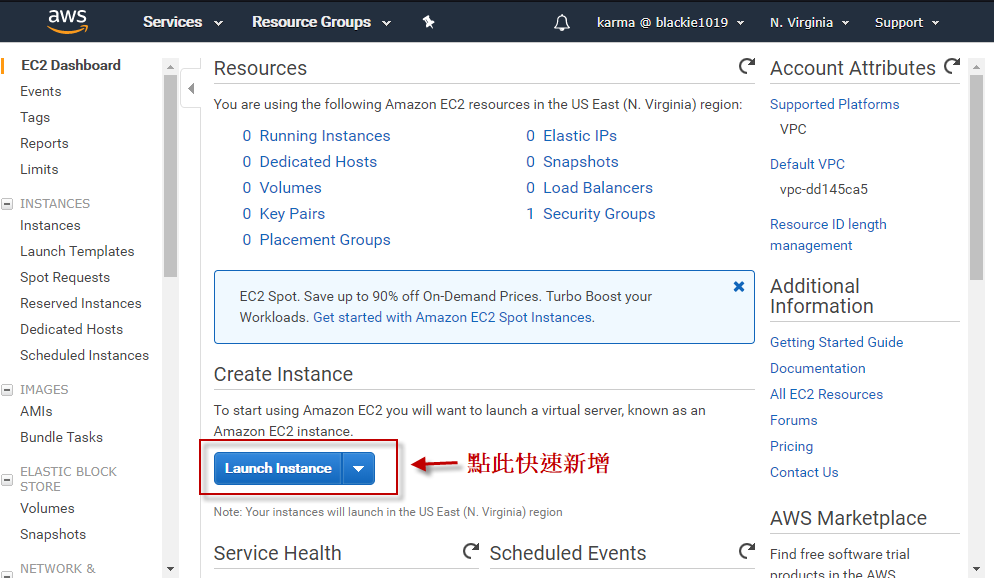 aws
Services
Resource Groups
karma @ blackie1019
N. Virginia
Support
EC2 Dashboard
Events
Tags
Reports
Limits
INSTANCES
Instances
Launch Templates
Spot Requests
Reserved Instances
Dedicated Hosts
Scheduled Instances
IMAGES
AMIs
Bundle Tasks
ELASTIC BLOCK
STORE
Volumes
Snapshots
NETWORK &
Resources
You are using the following Amazon EC2 resources in the US East (N. Virginia) region:
0 Running Instances
0 Elastic IPs
0 Dedicated Hosts
0 Snapshots
0 Volumes
0 Load Balancers
0 Key Pairs
1 Security Groups
0 Placement Groups
EC2 Spot. Save up to 90% off On-Demand Prices. Turbo Boost your
Workloads. Get started with Amazon EC2 Spot Instances.
Create Instance
To start using Amazon EC2 you will want to launch a virtual server, known as an
Amazon EC2 instance.
Launch Instance
點此快速新增
Note: Your instances will launch in the US East (N. Virginia) region
Service Health
Scheduled Events
Account Attributes
Supported Platforms
VPC
Default VPC
vpc-dd145ca5
Resource ID length
management
Additional
Information
Getting Started Guide
Documentation
All EC2 Resources
Forums
Pricing
Contact Us
AWS Marketplace
Find free software trial
products in the AWS